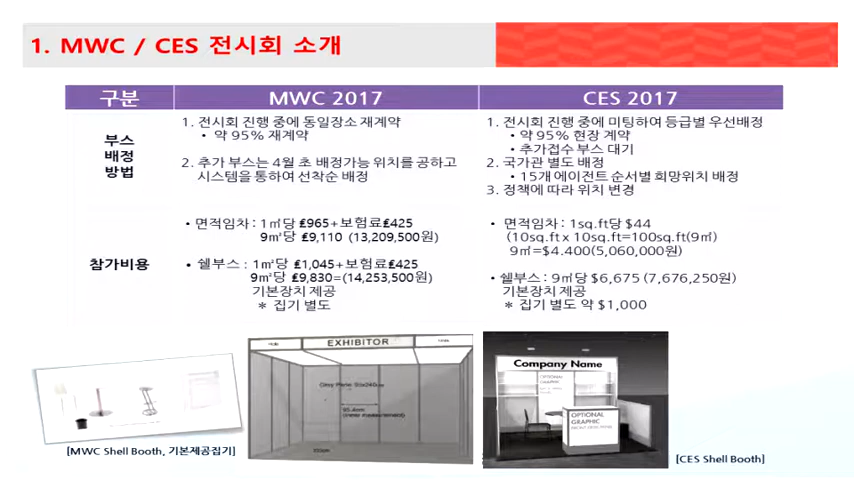 1. MWC / CES 전시회 소개
구분
MWC 2017
CES 2017
부스
배정
방법
1. 전시회 진행 중에 동일장소 재계약
• 약 95% 재계약
2. 추가 부스는 4월 초 배정가능 위치를 공하고
시스템을 통하여 선착순 배정
1. 전시회 진행 중에 미팅하여 등급별 우선배정
• 약 95% 현장 계약
• 추가접수 부스 대기
2. 국가관 별도 배정
• 15개 에이전트 순서별 희망위치 배정
3. 정책에 따라 위치 변경
참가비용
• 면적임차 : 1㎡당 ₤965+보험료₤425
9㎡당 ₤9,110 (13,209,500원)
• 쉘부스 : 1㎡당 ₤1,045+보험료₤425
9㎡당 ₤9,830=(14,253,500원)
기본장치 제공
* 집기 별도
• 면적임차: 1sq.ft당 $44
(10sq.ft x 10sq.ft=100sq.ft(9㎡)
9㎡=$4.400(5,060,000원)
• 쉘부스: 9㎡당 $6,675 (7,676,250원)
기본장치 제공
* 집기 별도 약 $1,000
EXHIBITOR
Company Name
OPTIONAL
GRAPHIC
OPTIONAL
GRAPHIC
[MWC Shell Booth, 기본제공집기]
[CES Shell Booth]